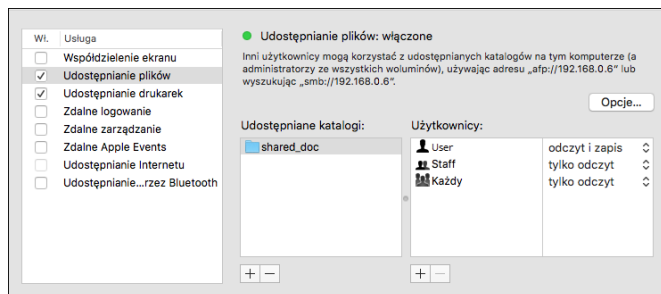 Wł. Usługa
Współdzielenie ekranu
Udostępnianie plików
Udostępnianie drukarek
Zdalne logowanie
Zdalne zarządzanie
Zdalne Apple Events
Udostępnianie Internetu
Udostępnianie...rzez Bluetooth
Udostępnianie plików: włączone
Inni użytkownicy mogą korzystać z udostępnianych katalogów na tym komputerze (a
administratorzy ze wszystkich woluminów), używając adresu „afp://192.168.0.6” lub
wyszukując „smb://192.168.0.6”.
Opcje...
Udostępniane katalogi:
shared_doc
Użytkownicy:
User odczyt i zapis
Staff tylko odczyt
Każdy tylko odczyt